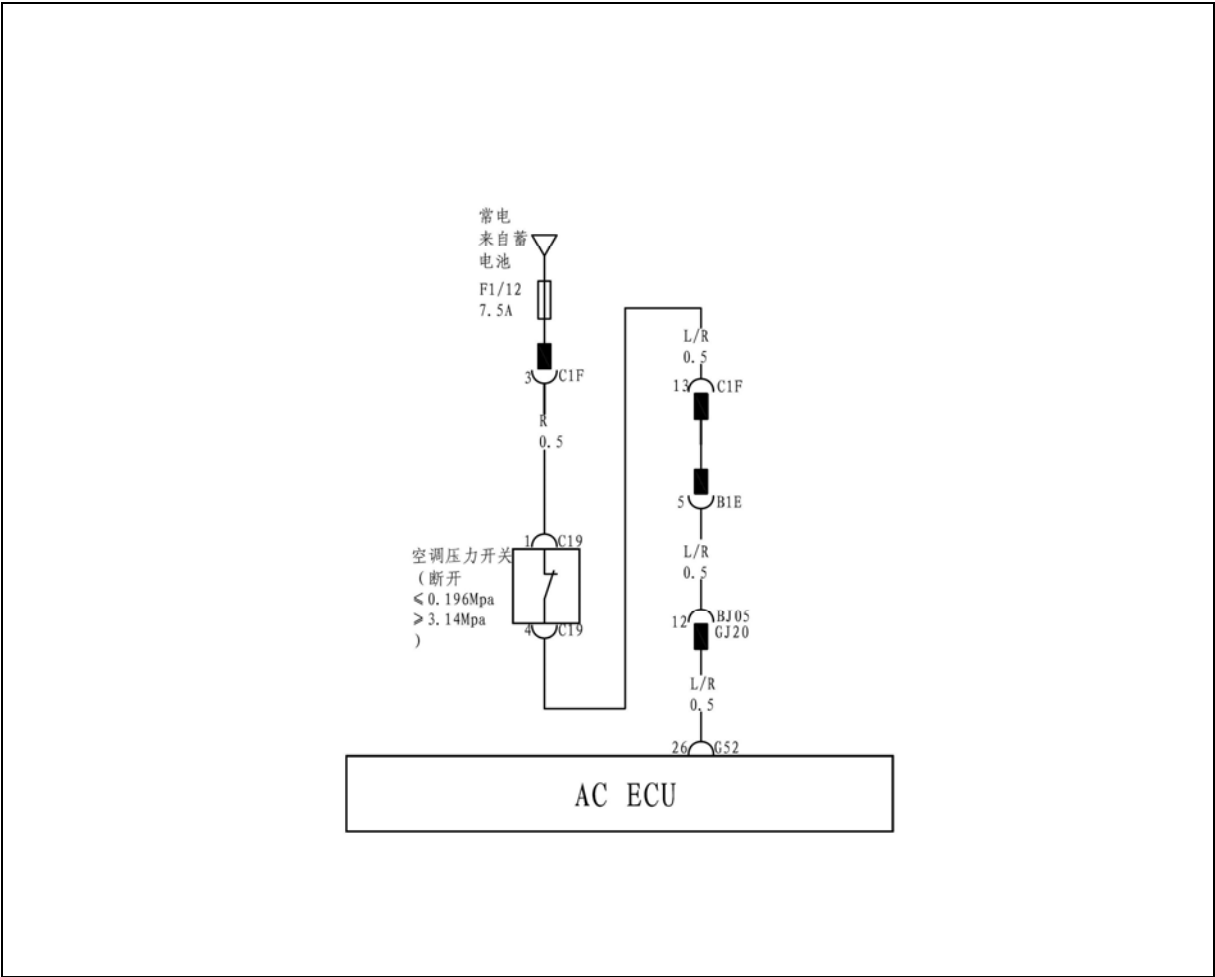 常电
来自蓄
电池
F1/12
7.5A
3 C1F
R
0.5
1 C19
空调压力开关
(断开
≤0.196Mpa
≥3.14Mpa
)
4 C19
L/R
0.5
13 C1F
5 B1E
L/R
0.5
12 BJ05
GJ20
L/R
0.5
26 G52
AC ECU